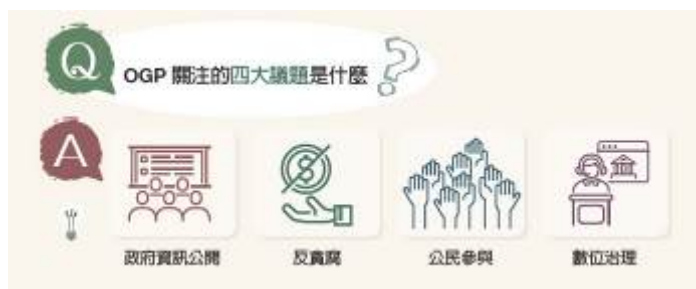 Q
OGP 關注的四大議題是什麼
A
政府資訊公開
反貪腐
公民參與
數位治理